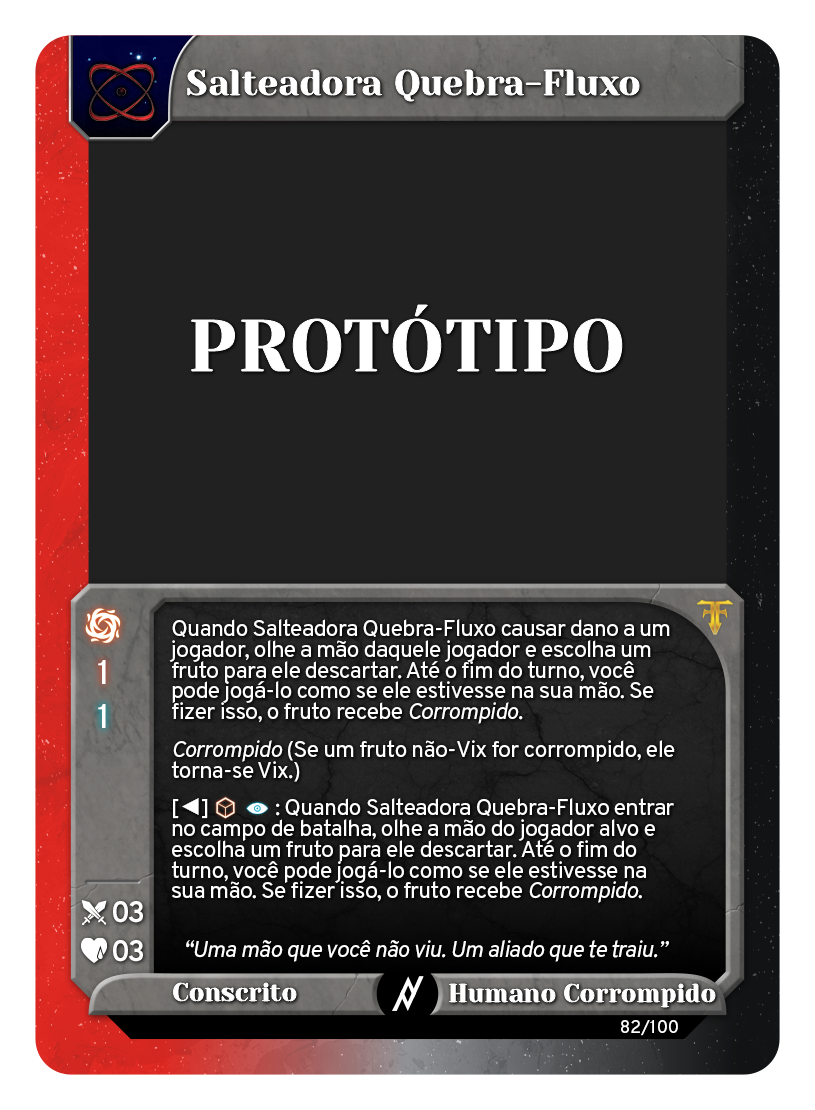 Salteadora Quebra-Fluxo
PROTÓTIPO
1
1
Quando Salteadora Quebra-Fluxo causar dano a um
jogador, olhe a mão daquele jogador e escolha um
fruto para ele descartar. Até o fim do turno, você
pode jogá-lo como se ele estivesse na sua mão. Se
fizer isso, o fruto recebe Corrompido.
Corrompido (Se um fruto não-Vix for corrompido, ele
torna-se Vix.)
[◀] : Quando Salteadora Quebra-Fluxo entrar
no campo de batalha, olhe a mão do jogador alvo e
escolha um fruto para ele descartar. Até o fim do
turno, você pode jogá-lo como se ele estivesse na
sua mão. Se fizer isso, o fruto recebe Corrompido.
03
03
“Uma mão que você não viu. Um aliado que te traiu.”
Conscrito
Humano Corrompido
82/100